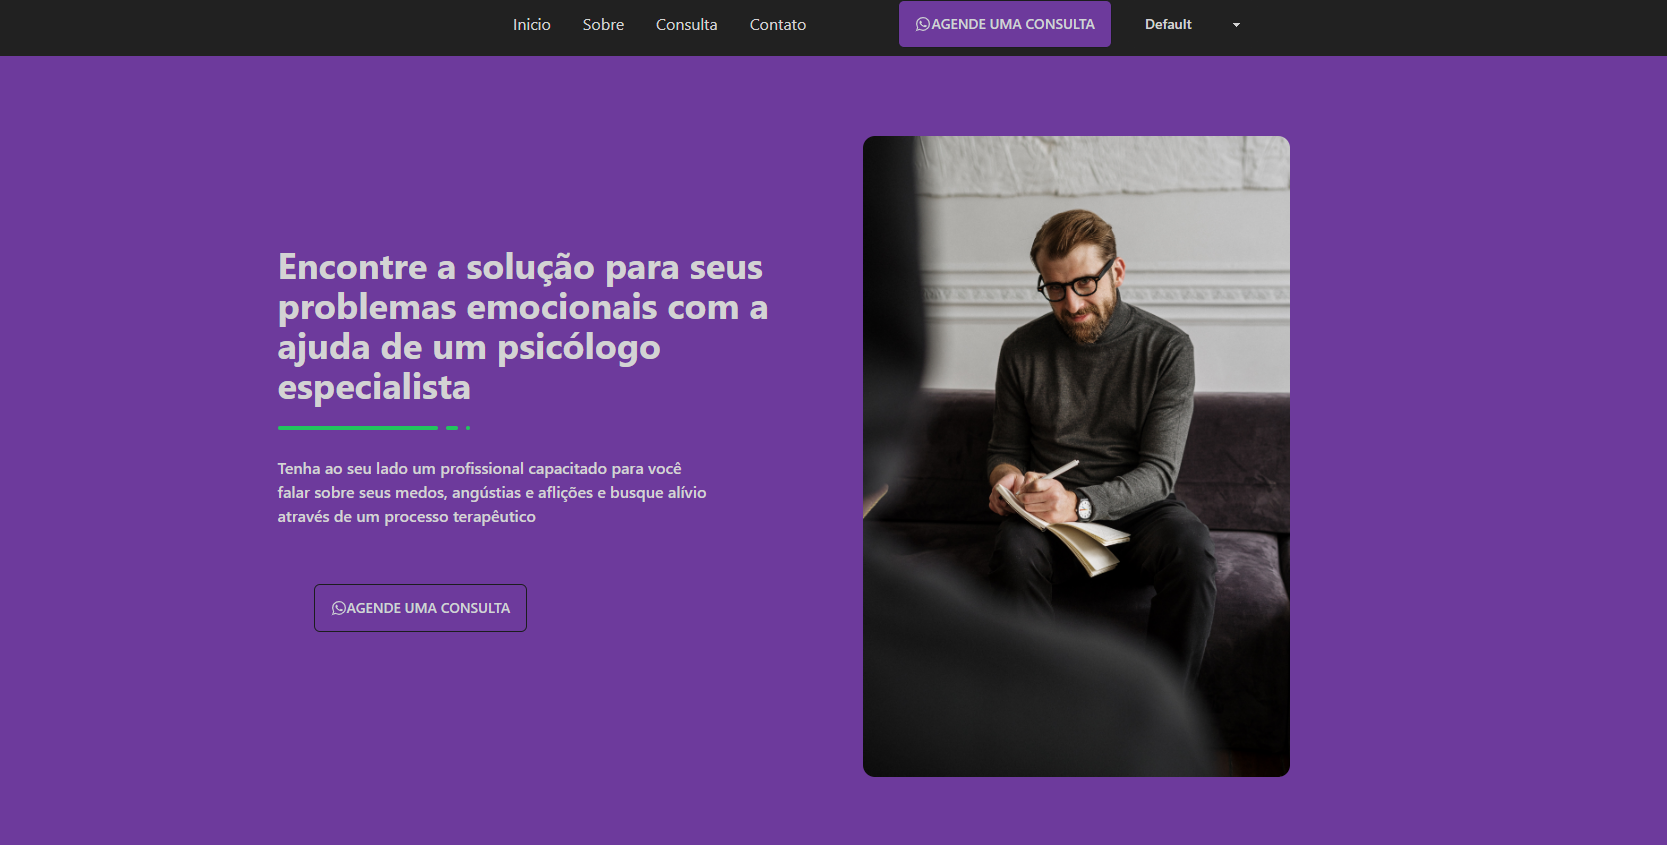 Inicio Sobre Consulta Contato AGENDE UMA CONSULTA Default
Encontre a solução para seus
problemas emocionais com a
ajuda de um psicólogo
especialista
Tenha ao seu lado um profissional capacitado para você
falar sobre seus medos, angústias e aflições e busque alívio
através de um processo terapêutico
AGENDE UMA CONSULTA